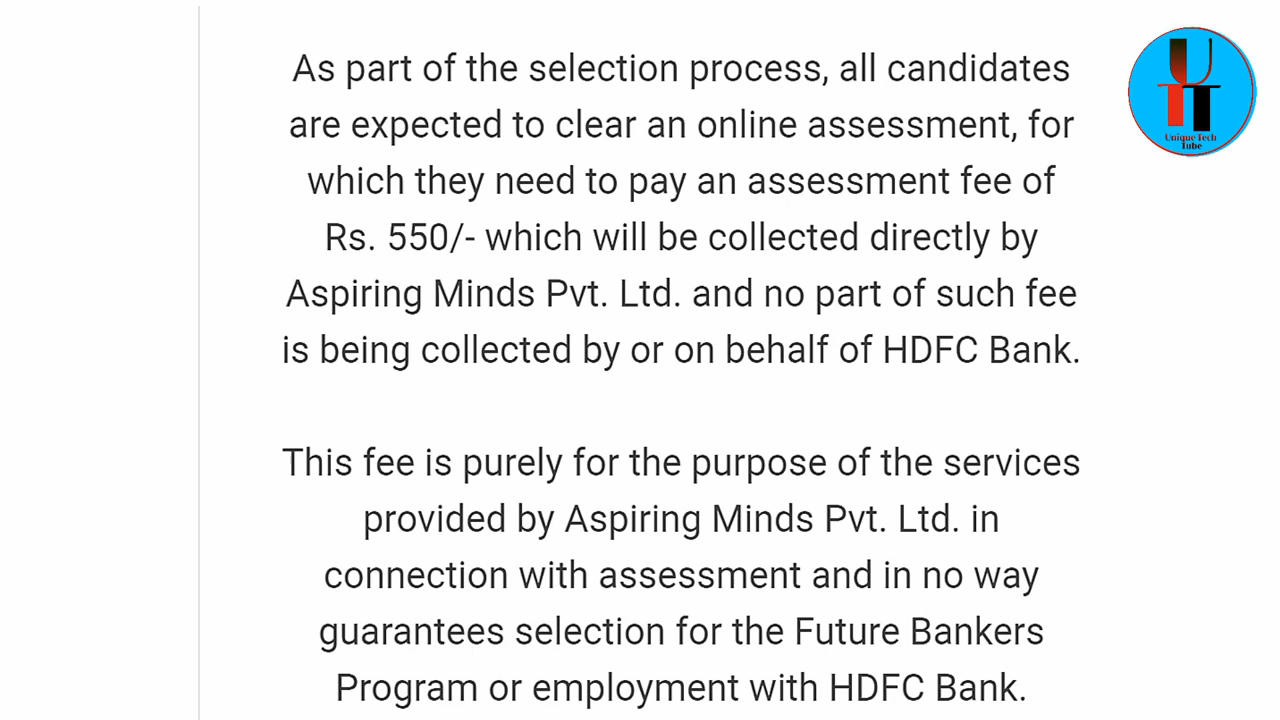 As part of the selection process, all candidates
are expected to clear an online assessment, for
which they need to pay an assessment fee of
Rs. 550/- which will be collected directly by
Aspiring Minds Pvt. Ltd. and no part of such fee
is being collected by or on behalf of HDFC Bank.
This fee is purely for the purpose of the services
provided by Aspiring Minds Pvt. Ltd. in
connection with assessment and in no way
guarantees selection for the Future Bankers
Program or employment with HDFC Bank.
UTT
Unique Tech
Tube